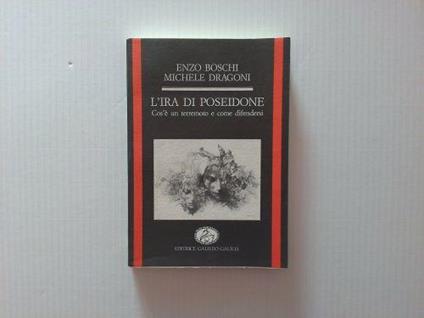 ENZO BOSCHI
MICHELE DRAGONI
L'IRA DI POSEIDONE
Cos'è un terremoto e come difendersi
EDITRICE GALILEO GALILEI